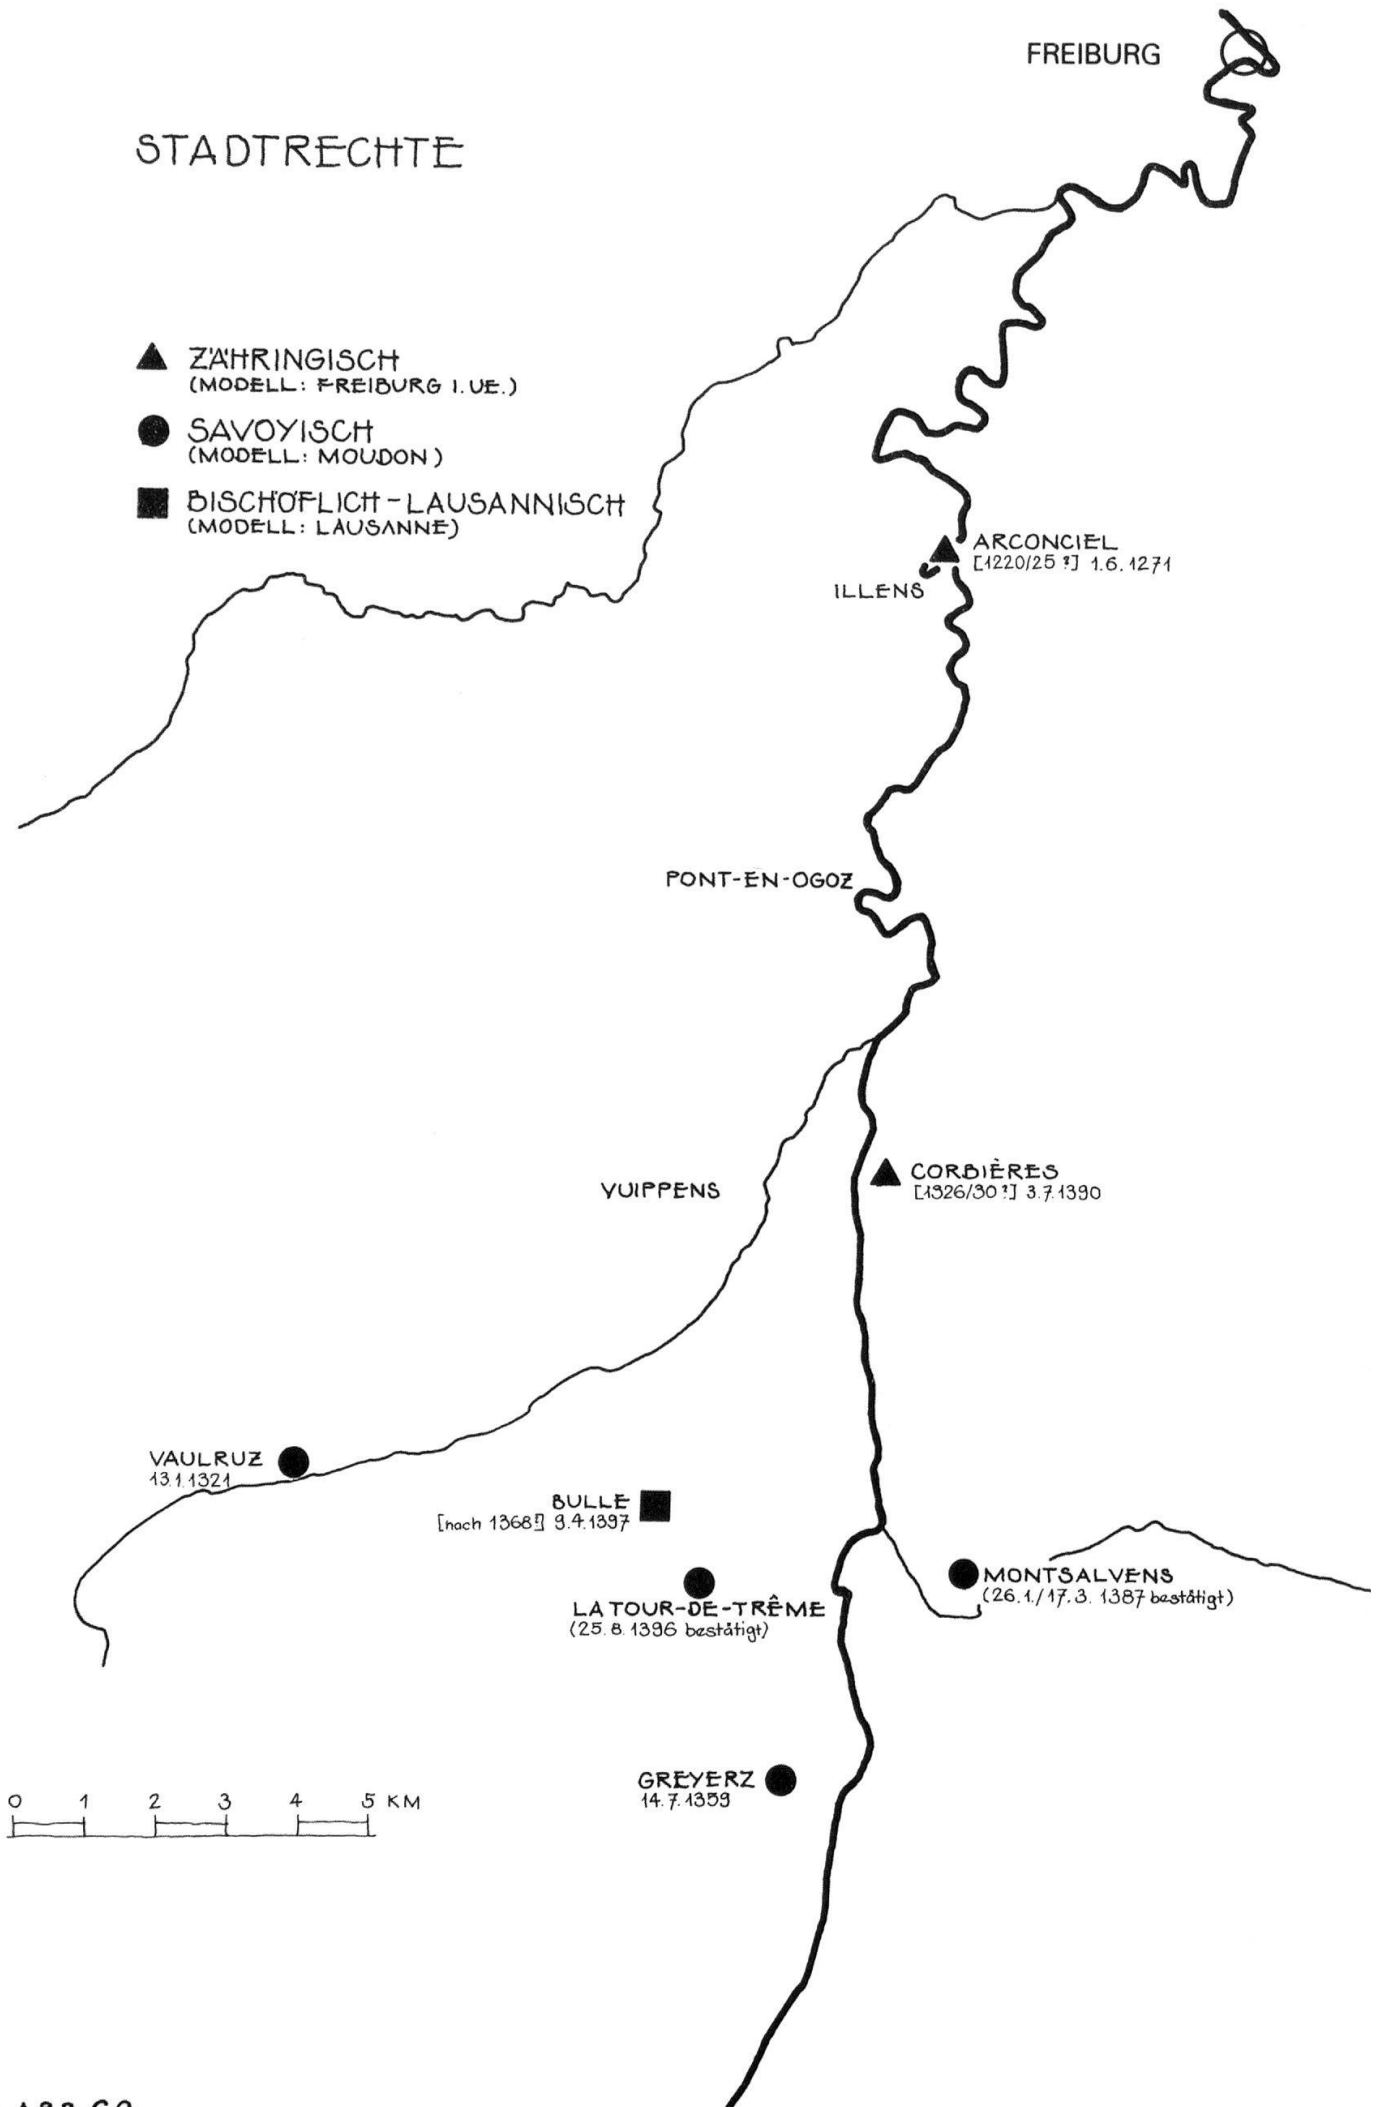 FREIBURG
STADTRECHTE
ZÄHRINGISCH
(MODELL: FREIBURG I. UE.)
SAVOYISCH
(MODELL: MOUDON)
BISCHÖFLICH-LAUSANNISCH
(MODELL: LAUSANNE)
ARCONCIEL
[1220/25 ?] 1.6.1271
ILLENS
PONT-EN-OGOZ
CORBIÈRES
[1326/30 ?] 3.7.1390
VUIPPENS
VAULRUZ
13.1.1321
BULLE
[nach 1368?] 9.4.1397
MONTSALVENS
(26.1./17.3. 1387 bestätigt)
LA TOUR-DE-TRÊME
(25.8.1396 bestätigt)
GREYERZ
14.7.1359
0 1 2 3 4 5 KM